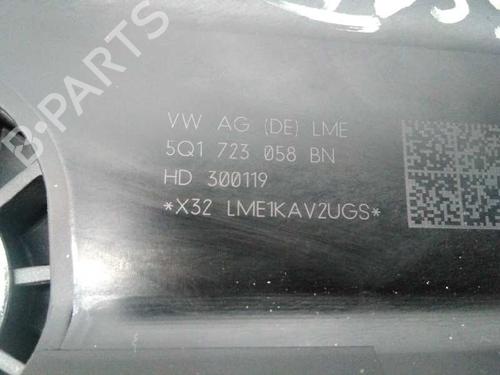 B-PARTS
VW AG (DE) LME
5Q1 723 058 BN
HD 300119
*X32 LME1KAV2UGS*